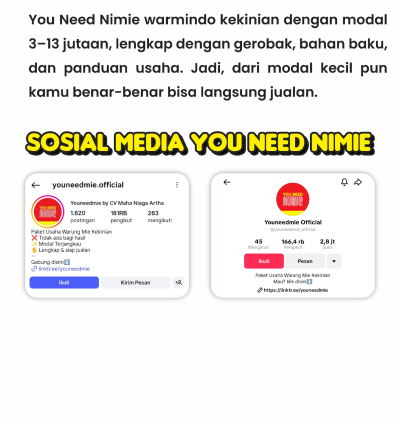 You Need Nimie warmindo kekinian dengan modal
3–13 jutaan, lengkap dengan gerobak, bahan baku,
dan panduan usaha. Jadi, dari modal kecil pun
kamu benar-benar bisa langsung jualan.
SOSIAL MEDIA YOU NEED NIMIE
youneedmie.official
YOU NEED
NIMIE
Youneedmie by CV Maha Niaga Artha
1.620 181RB 263
postingan pengikut mengikuti
Paket Usaha Warung Mie Kekinian
❌ Tidak ada bagi hasil
✨ Modal Terjangkau
👌 Lengkap & siap jualan
...
Gabung disini⬇️
linktr.ee/youneedmie
Ikuti Kirim Pesan
YOU NEED
NIMIE
Youneedmie Official
@youneedmie_official
45 166,4 rb 2,8 jt
Mengikuti Pengikut Suka
Ikuti Pesan
Paket Usaha Warung Mie Kekinian
Mau? klik disini⬇️
https://linktr.ee/youneedmie